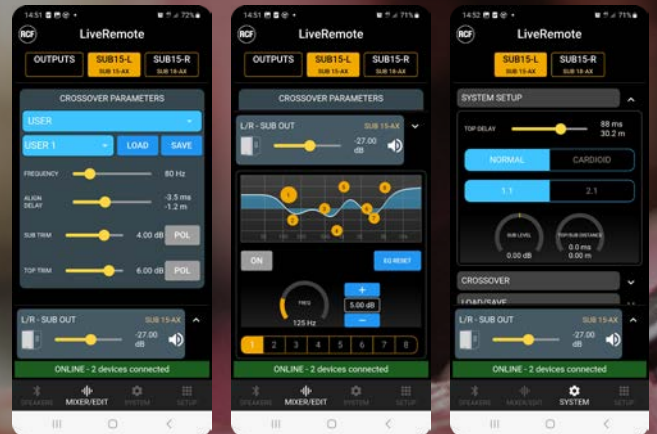 14:51
72%
RCF
LiveRemote
OUTPUTS
SUB15-L
SUB 15-AX
SUB15-R
SUB 18-AX
CROSSOVER PARAMETERS
USER
USER 1
LOAD
SAVE
FREQUENCY
80 Hz
ALIGN DELAY
-3.5 ms
-1.2 m
SUB TRIM
4.00 dB
POL
TOP TRIM
6.00 dB
POL
L/R - SUB OUT
SUB 15-AX
-27.00 dB
ONLINE - 2 devices connected
SPEAKERS
MIXER/EDIT
SYSTEM
SETUP
14:51
71%
RCF
LiveRemote
OUTPUTS
SUB15-L
SUB 15-AX
SUB15-R
SUB 18-AX
CROSSOVER PARAMETERS
L/R - SUB OUT
SUB 15-AX
-27.00 dB
ON
EQ RESET
FREQ
125 Hz
+
5.00 dB
−
1 2 3 4 5 6 7 8
ONLINE - 2 devices connected
SPEAKERS
MIXER/EDIT
SYSTEM
SETUP
14:52
71%
RCF
LiveRemote
SUB15-L
SUB 15-AX
SUB15-R
SUB 18-AX
SYSTEM SETUP
TOP DELAY
88 ms
30.2 m
NORMAL
CARDIOID
1.1
2.1
SUB LEVEL
0.00 dB
TOP/SUB DISTANCE
0.0 ms
0.00 m
CROSSOVER
LOAD/SAVE
L/R - SUB OUT
SUB 15-AX
-27.00 dB
ONLINE - 2 devices connected
SPEAKERS
MIXER/EDIT
SYSTEM
SETUP